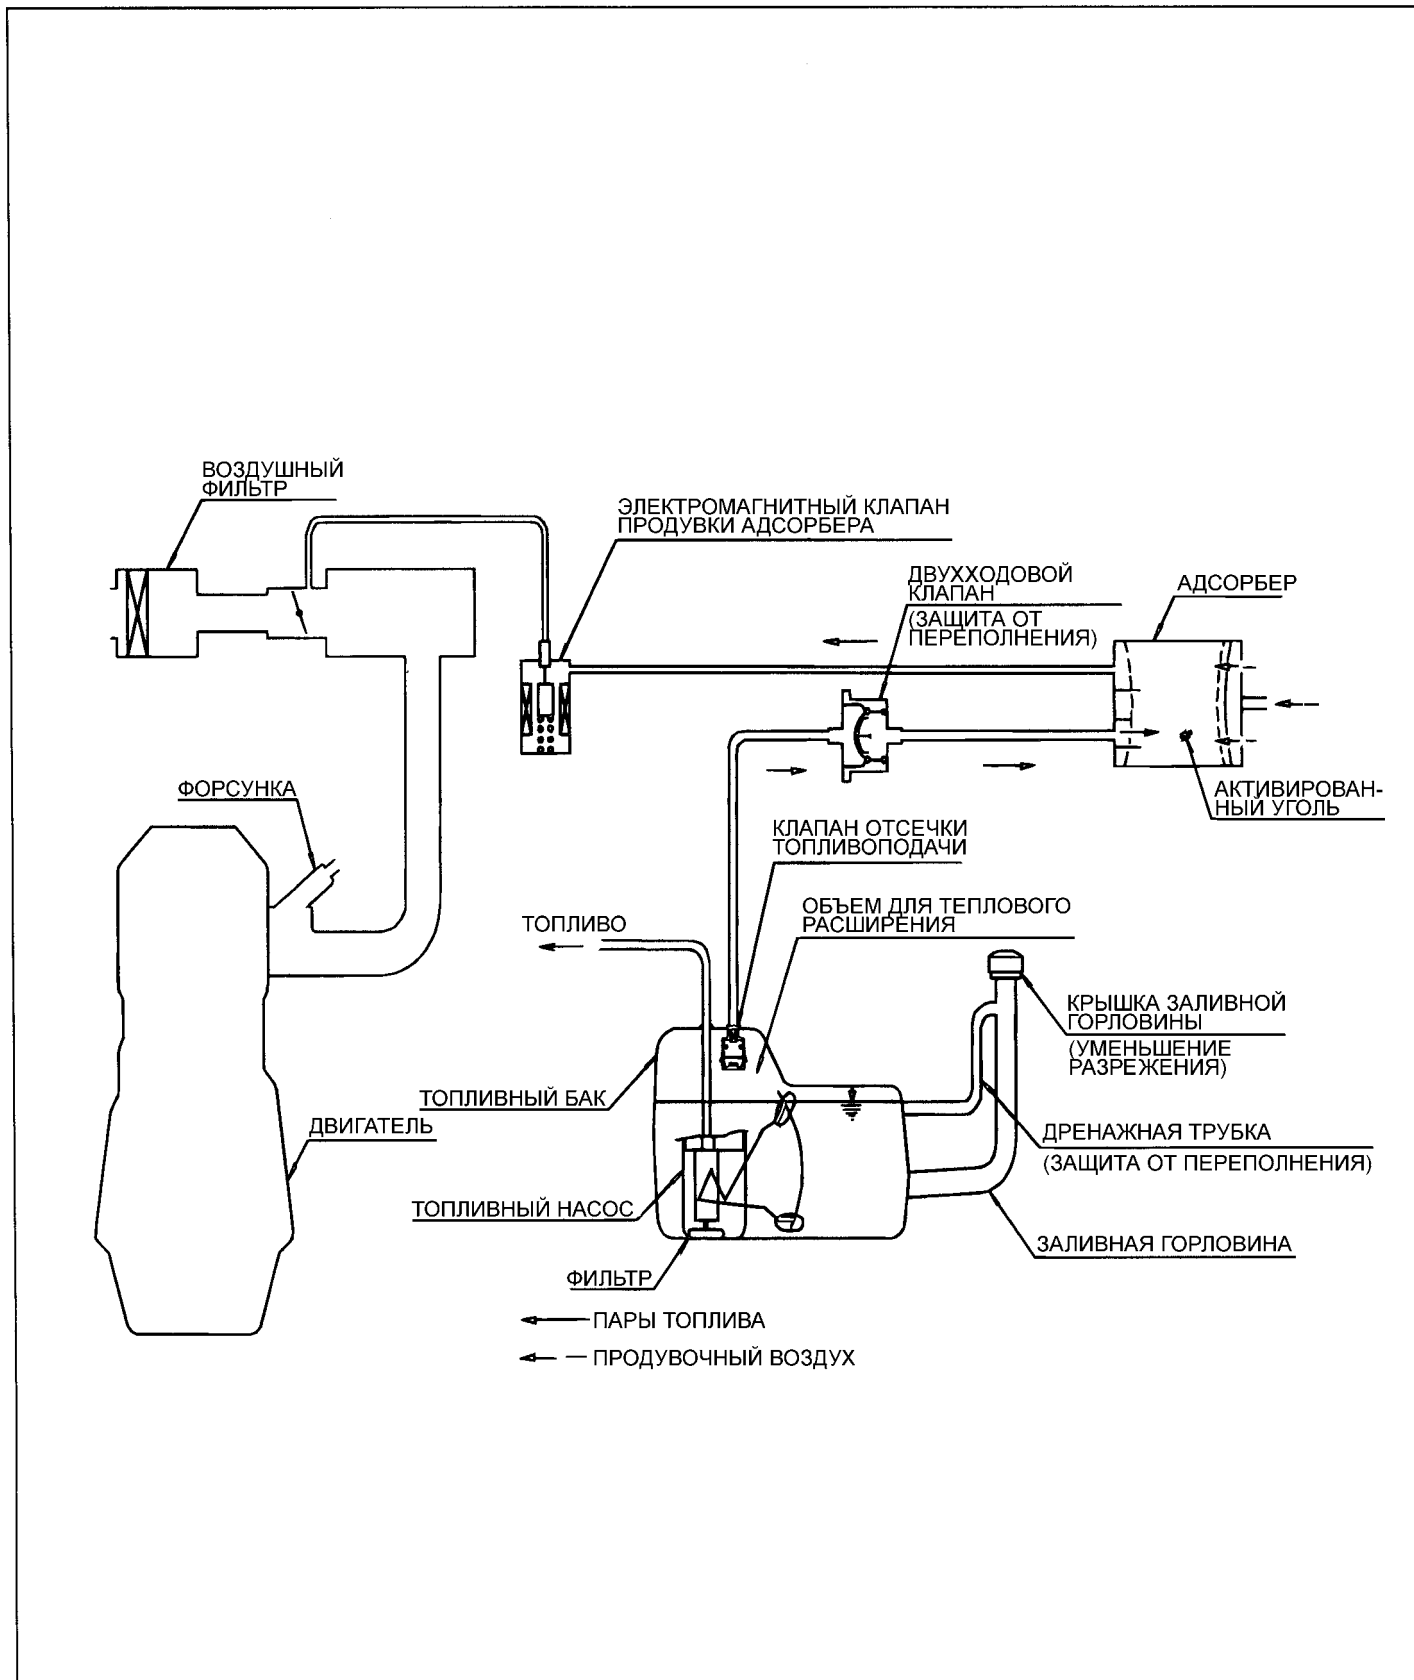 ВОЗДУШНЫЙ
ФИЛЬТР
ЭЛЕКТРОМАГНИТНЫЙ КЛАПАН
ПРОДУВКИ АДСОРБЕРА
ДВУХХОДОВОЙ
КЛАПАН
(ЗАЩИТА ОТ
ПЕРЕПОЛНЕНИЯ)
АДСОРБЕР
АКТИВИРОВАН-
НЫЙ УГОЛЬ
ФОРСУНКА
КЛАПАН ОТСЕЧКИ
ТОПЛИВОПОДАЧИ
ОБЪЕМ ДЛЯ ТЕПЛОВОГО
РАСШИРЕНИЯ
ТОПЛИВО
КРЫШКА ЗАЛИВНОЙ
ГОРЛОВИНЫ
(УМЕНЬШЕНИЕ
РАЗРЕЖЕНИЯ)
ТОПЛИВНЫЙ БАК
ДВИГАТЕЛЬ
ДРЕНАЖНАЯ ТРУБКА
(ЗАЩИТА ОТ ПЕРЕПОЛНЕНИЯ)
ТОПЛИВНЫЙ НАСОС
ЗАЛИВНАЯ ГОРЛОВИНА
ФИЛЬТР
ПАРЫ ТОПЛИВА
ПРОДУВОЧНЫЙ ВОЗДУХ